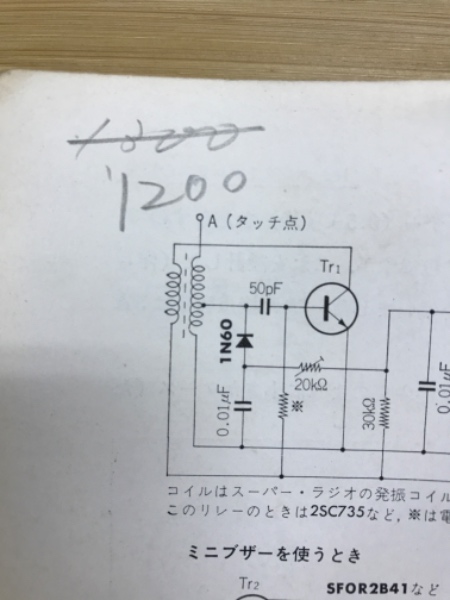 1200
A (タッチ点)
Tr1
50pF
1N60
20kΩ
0.01μF
※
30kΩ
0.01μF
コイルはスーパー・ラジオの発振コイル
このリレーのときは2SC735など, ※は電
ミニブザーを使うとき
Tr2
SFOR2B41など